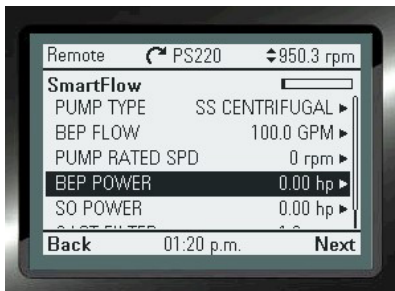 Remote PS220 950.3 rpm
SmartFlow
PUMP TYPE SS CENTRIFUGAL
BEP FLOW 100.0 GPM
PUMP RATED SPD 0 rpm
BEP POWER 0.00 hp
SO POWER 0.00 hp
Back 01:20 p.m. Next